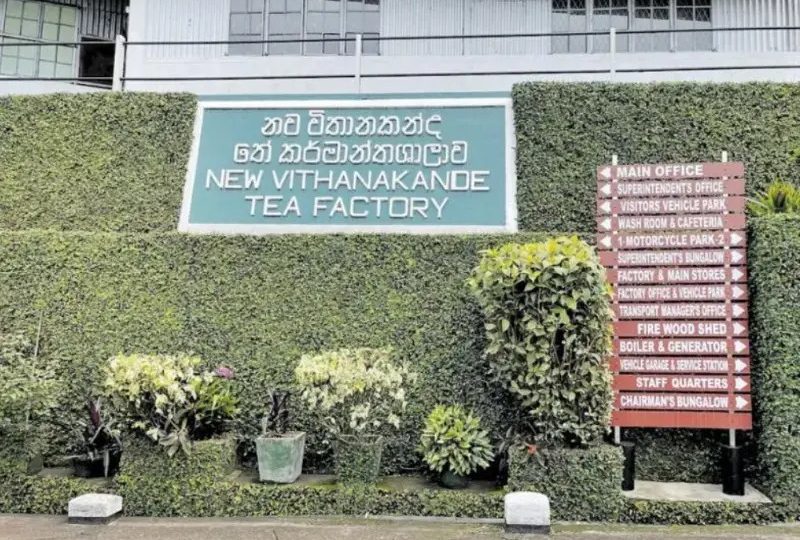 නව විතානකන්ද
තේ කර්මාන්තශාලාව
NEW VITHANAKANDE
TEA FACTORY
MAIN OFFICE
SUPERINTENDENT'S OFFICE
VISITORS VEHICLE PARK
WASH ROOM & CAFETERIA
1 MOTORCYCLE PARK-2
SUPERINTENDENT'S BUNGALOW
FACTORY & MAIN STORES
FACTORY OFFICE & VEHICLE PARK
TRANSPORT MANAGER'S OFFICE
FIRE WOOD SHED
BOILER & GENERATOR
VEHICLE GARAGE & SERVICE STATION
STAFF QUARTERS
CHAIRMAN'S BUNGALOW